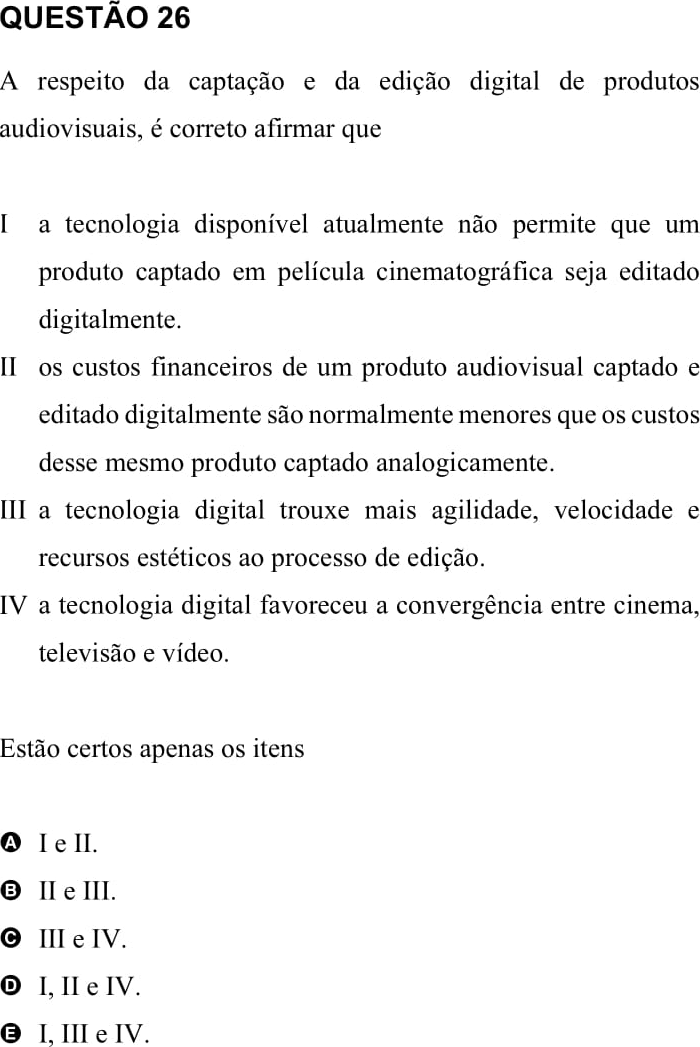 QUESTÃO 26
A respeito da captação e da edição digital de produtos
audiovisuais, é correto afirmar que
I a tecnologia disponível atualmente não permite que um
produto captado em película cinematográfica seja editado
digitalmente.
II os custos financeiros de um produto audiovisual captado e
editado digitalmente são normalmente menores que os custos
desse mesmo produto captado analogicamente.
III a tecnologia digital trouxe mais agilidade, velocidade e
recursos estéticos ao processo de edição.
IV a tecnologia digital favoreceu a convergência entre cinema,
televisão e vídeo.
Estão certos apenas os itens
A I e II.
B II e III.
C III e IV.
D I, II e IV.
E I, III e IV.